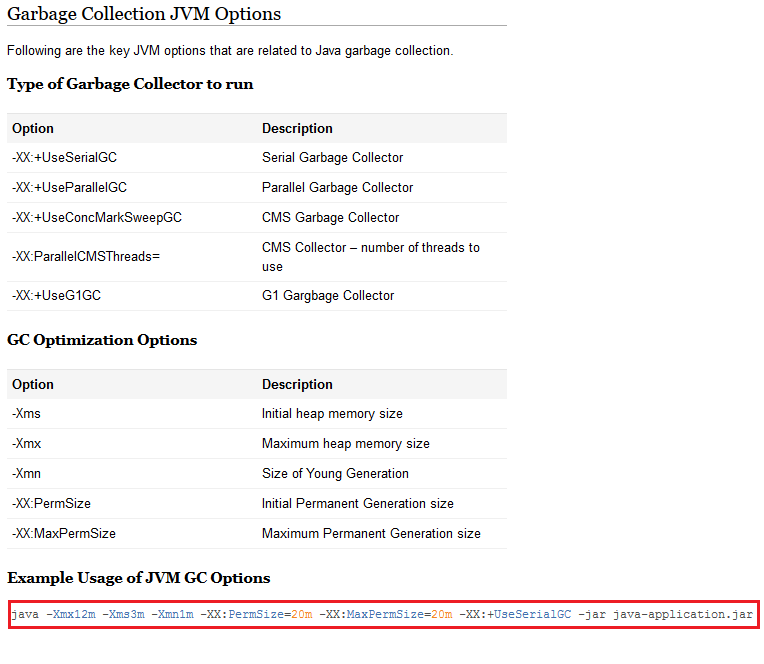 Garbage Collection JVM Options
Following are the key JVM options that are related to Java garbage collection.
Type of Garbage Collector to run
Option Description
-XX:+UseSerialGC Serial Garbage Collector
-XX:+UseParallelGC Parallel Garbage Collector
-XX:+UseConcMarkSweepGC CMS Garbage Collector
-XX:ParallelCMSThreads= CMS Collector – number of threads to
use
-XX:+UseG1GC G1 Gargbage Collector
GC Optimization Options
Option Description
-Xms Initial heap memory size
-Xmx Maximum heap memory size
-Xmn Size of Young Generation
-XX:PermSize Initial Permanent Generation size
-XX:MaxPermSize Maximum Permanent Generation size
Example Usage of JVM GC Options
java -Xmx12m -Xms3m -Xmn1m -XX:PermSize=20m -XX:MaxPermSize=20m -XX:+UseSerialGC -jar java-application.jar